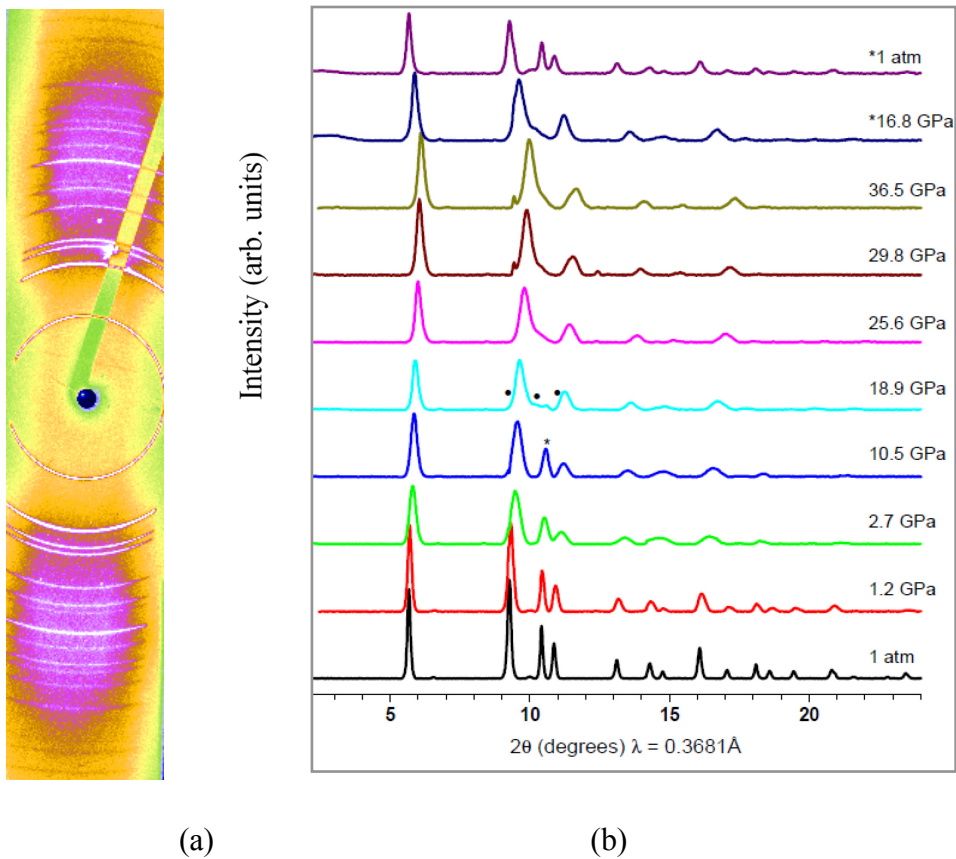 Intensity (arb. units)
*1 atm
*16.8 GPa
36.5 GPa
29.8 GPa
25.6 GPa
18.9 GPa
10.5 GPa
*
2.7 GPa
1.2 GPa
1 atm
5 10 15 20
2θ (degrees) λ = 0.3681Å
(a) (b)